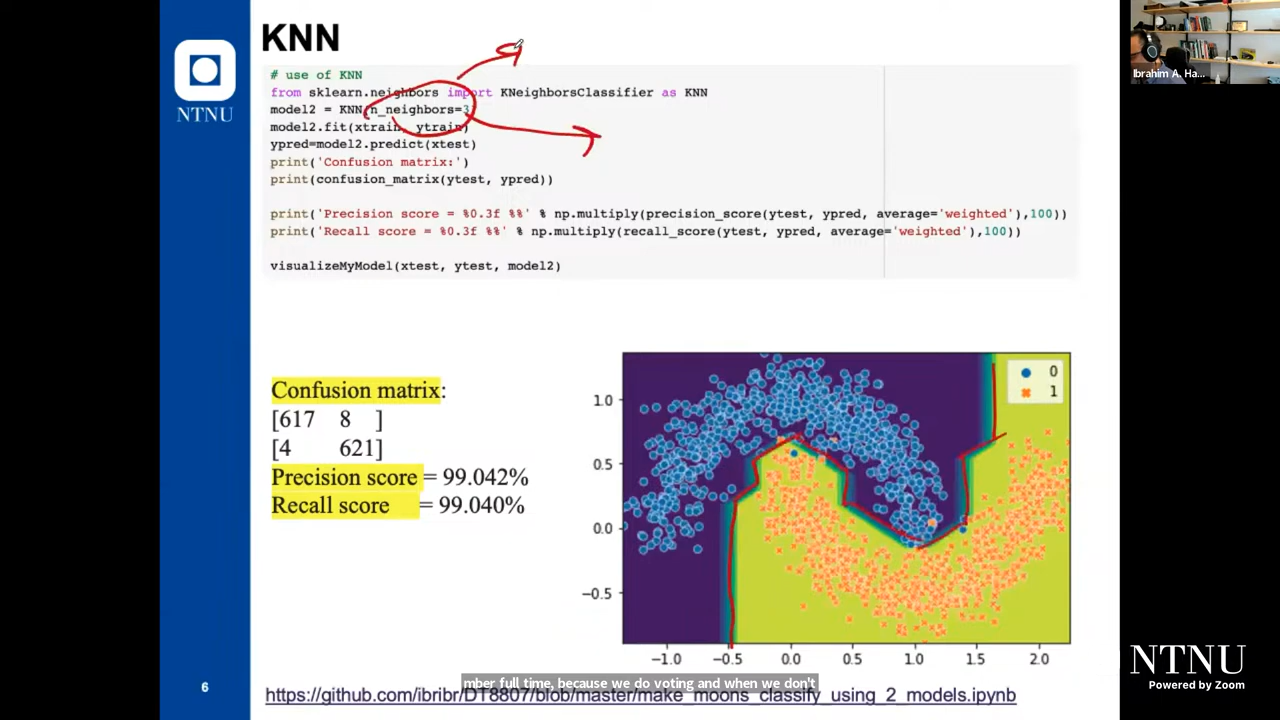 KNN
NTNU
# use of KNN
from sklearn.neighbors import KNeighborsClassifier as KNN
model2 = KNN(n_neighbors=3
model2.fit(xtrain, ytrain)
ypred=model2.predict(xtest)
print('Confusion matrix:')
print(confusion_matrix(ytest, ypred))
print('Precision score = %0.3f %%' % np.multiply(precision_score(ytest, ypred, average='weighted'),100))
print('Recall score = %0.3f %%' % np.multiply(recall_score(ytest, ypred, average='weighted'),100))
visualizeMyModel(xtest, ytest, model2)
Confusion matrix:
[617 8 ]
[4 621]
Precision score = 99.042%
Recall score = 99.040%
0
1
1.0
0.5
0.0
−0.5
−1.0 −0.5 0.0 0.5 1.0 1.5 2.0
mber full time, because we do voting and when we don't
6
https://github.com/ibribr/DT8807/blob/master/make_moons_classify_using_2_models.ipynb
Ibrahim A. Ha...
NTNU
Powered by Zoom